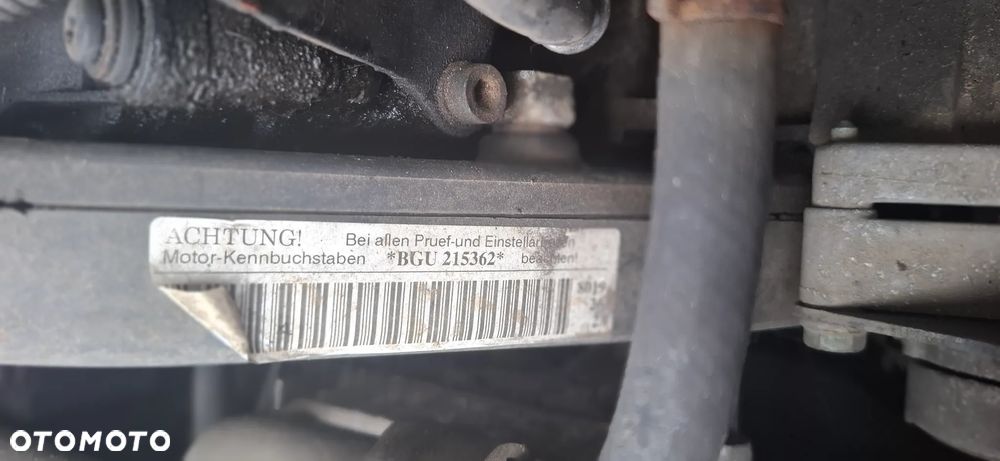 ACHTUNG! Bei allen Pruef-und Einstellarbeiten
Motor-Kennbuchstaben *BGU 215362* beachten!
OTOMOTO